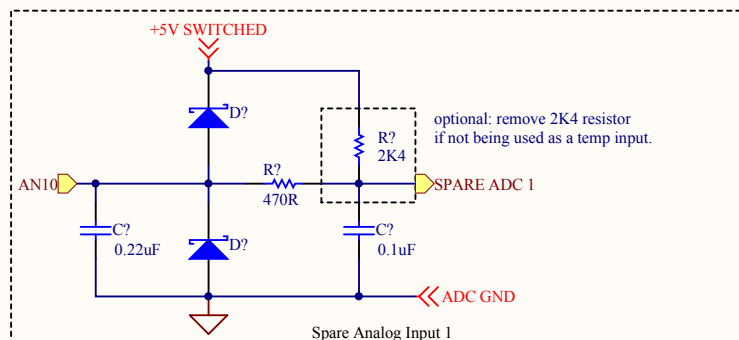 +5V SWITCHED
D?
optional: remove 2K4 resistor
if not being used as a temp input.
R?
2K4
AN10
R?
470R
SPARE ADC 1
C?
0.22uF
D?
C?
0.1uF
ADC GND
Spare Analog Input 1